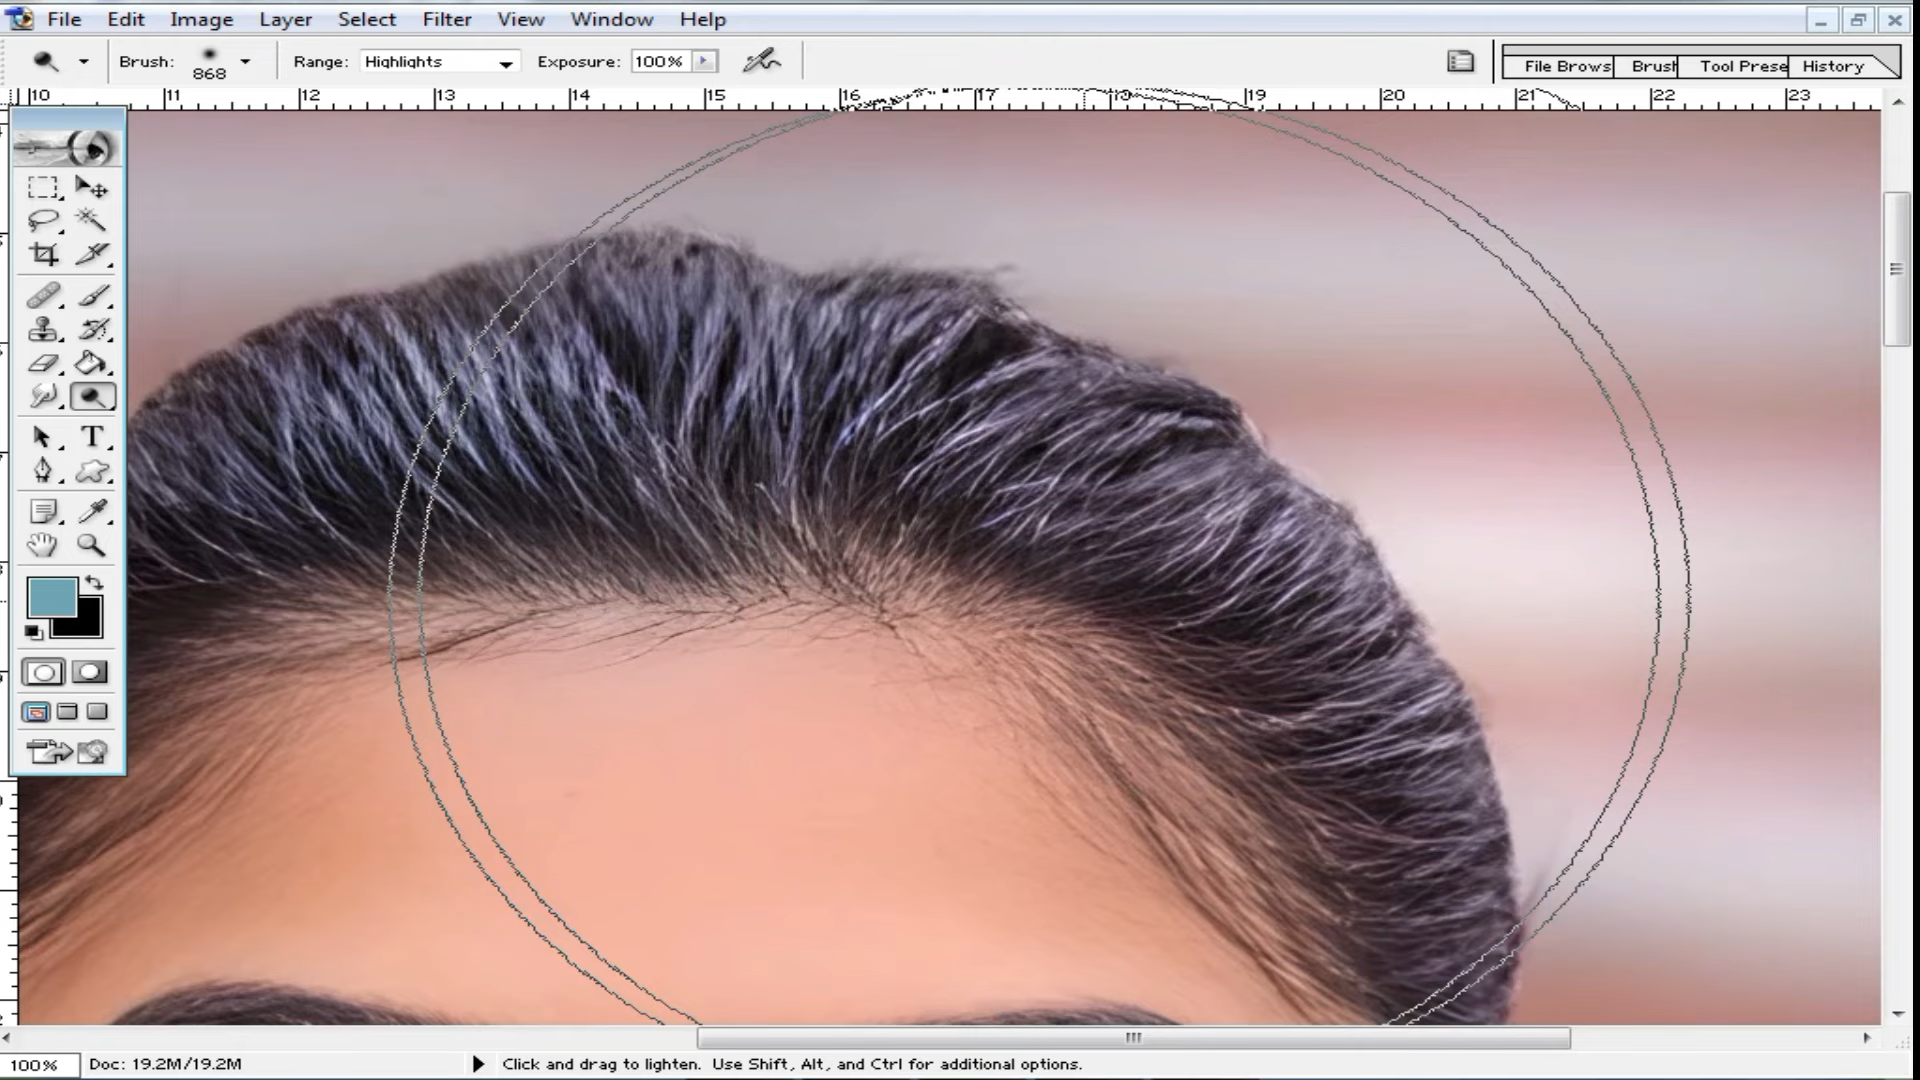 File Edit Image Layer Select Filter View Window Help
Brush: 868 Range: Highlights Exposure: 100% File Brows Brush Tool Prese History
10 11 12 13 14 15 16 17 18 19 20 21 22 23
T
100% Doc: 19.2M/19.2M Click and drag to lighten. Use Shift, Alt, and Ctrl for additional options.